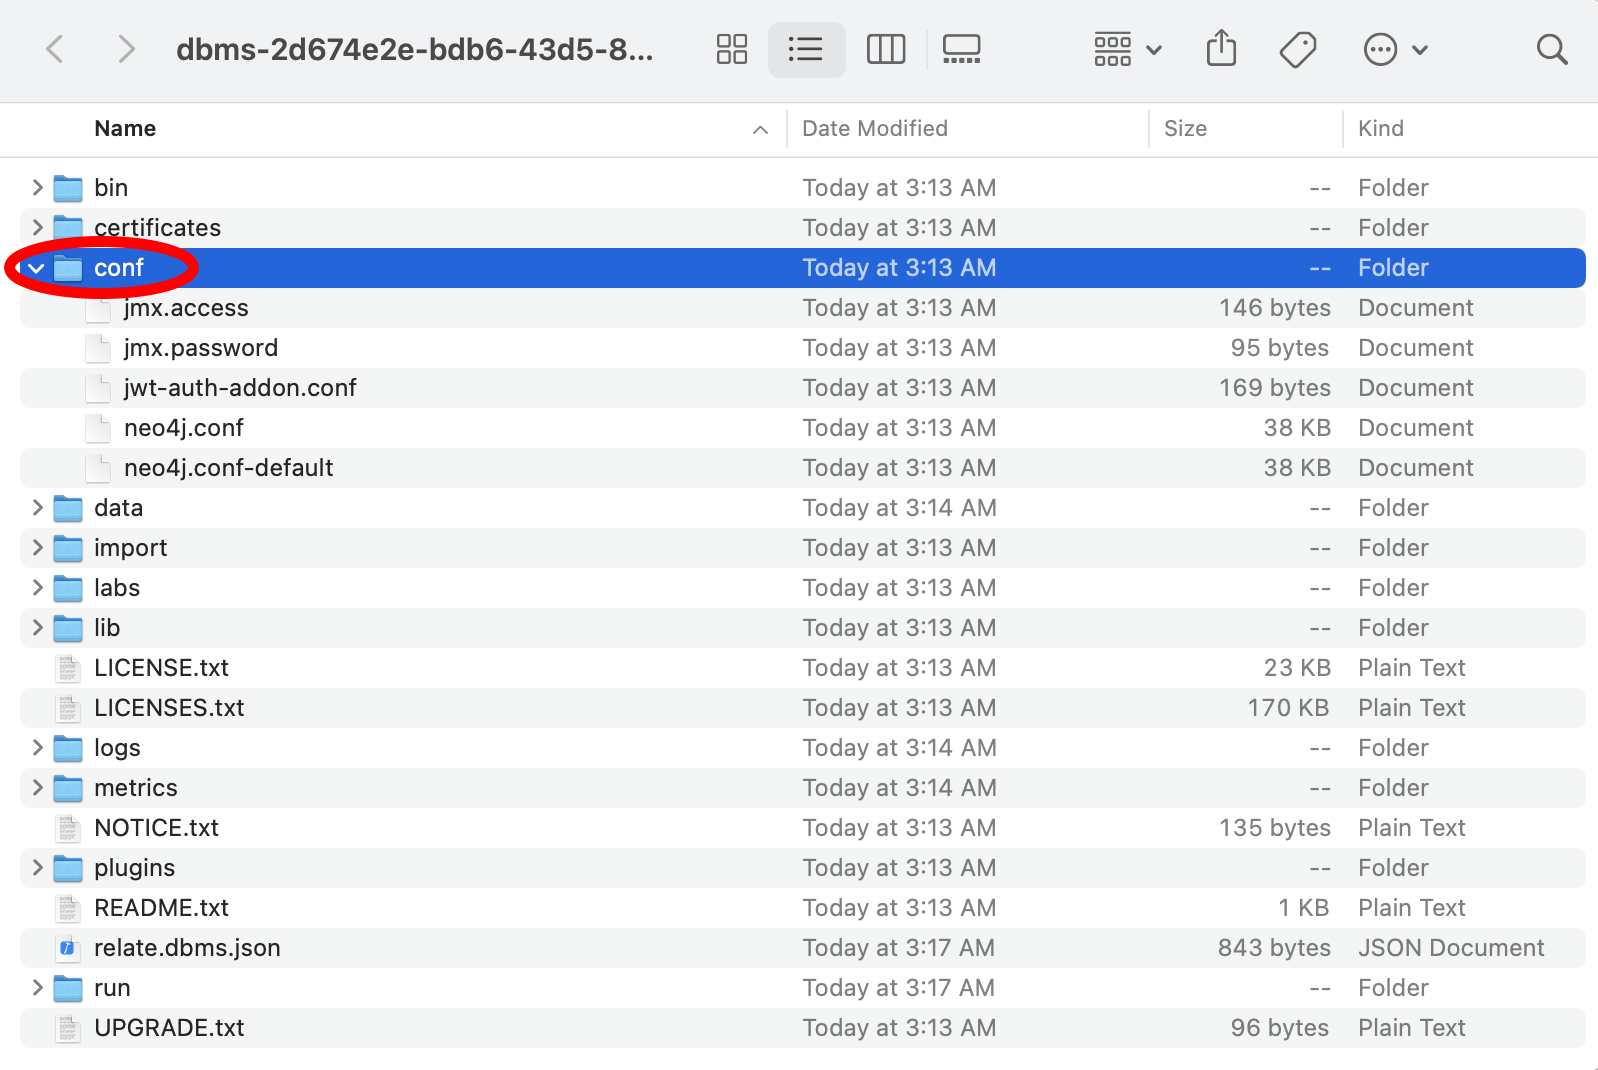 dbms-2d674e2e-bdb6-43d5-8...
Name Date Modified Size Kind
bin Today at 3:13 AM -- Folder
certificates Today at 3:13 AM -- Folder
conf Today at 3:13 AM -- Folder
jmx.access Today at 3:13 AM 146 bytes Document
jmx.password Today at 3:13 AM 95 bytes Document
jwt-auth-addon.conf Today at 3:13 AM 169 bytes Document
neo4j.conf Today at 3:13 AM 38 KB Document
neo4j.conf-default Today at 3:13 AM 38 KB Document
data Today at 3:14 AM -- Folder
import Today at 3:13 AM -- Folder
labs Today at 3:13 AM -- Folder
lib Today at 3:13 AM -- Folder
LICENSE.txt Today at 3:13 AM 23 KB Plain Text
LICENSES.txt Today at 3:13 AM 170 KB Plain Text
logs Today at 3:14 AM -- Folder
metrics Today at 3:14 AM -- Folder
NOTICE.txt Today at 3:13 AM 135 bytes Plain Text
plugins Today at 3:13 AM -- Folder
README.txt Today at 3:13 AM 1 KB Plain Text
relate.dbms.json Today at 3:17 AM 843 bytes JSON Document
run Today at 3:17 AM -- Folder
UPGRADE.txt Today at 3:13 AM 96 bytes Plain Text